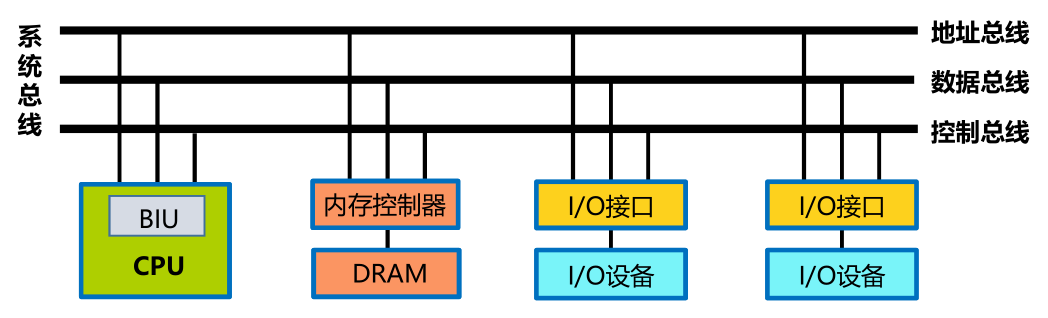 系统总线
地址总线
数据总线
控制总线
BIU
CPU
内存控制器
DRAM
I/O接口
I/O设备
I/O接口
I/O设备